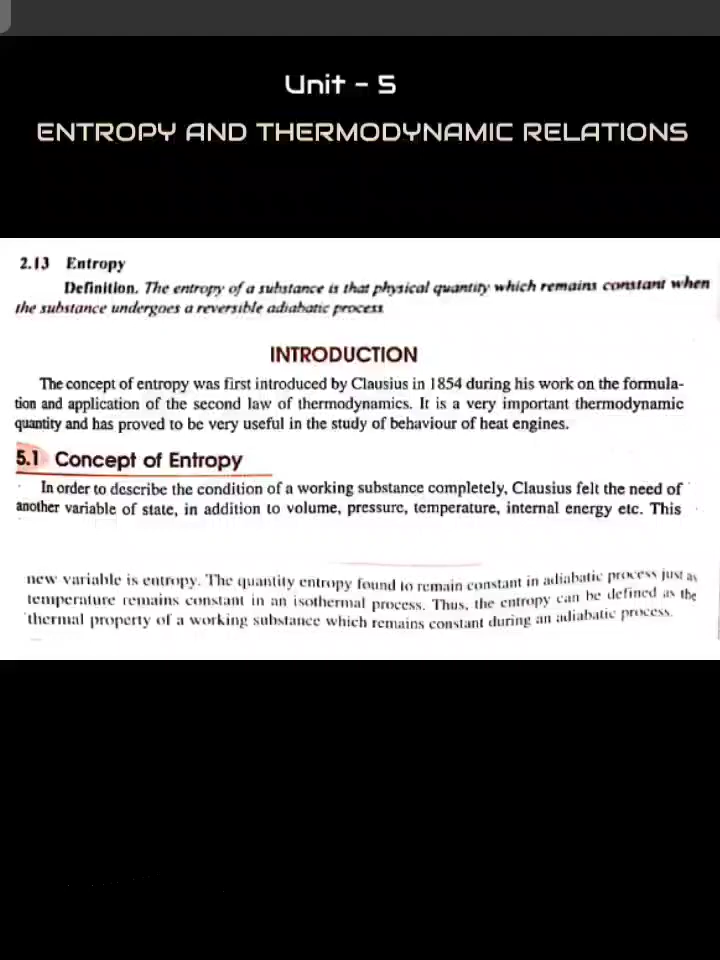 Unit - 5
ENTROPY AND THERMODYNAMIC RELATIONS
2.13 Entropy
Definition. The entropy of a substance is that physical quantity which remains constant when
the substance undergoes a reversible adiabatic process
INTRODUCTION
The concept of entropy was first introduced by Clausius in 1854 during his work on the formula-
tion and application of the second law of thermodynamics. It is a very important thermodynamic
quantity and has proved to be very useful in the study of behaviour of heat engines.
5.1 Concept of Entropy
In order to describe the condition of a working substance completely, Clausius felt the need of
another variable of state, in addition to volume, pressure, temperature, internal energy etc. This
new variable is entropy. The quantity entropy found to remain constant in adiabatic process just as
temperature remains constant in an isothermal process. Thus, the entropy can be defined as the
thermal property of a working substance which remains constant during an adiabatic process.